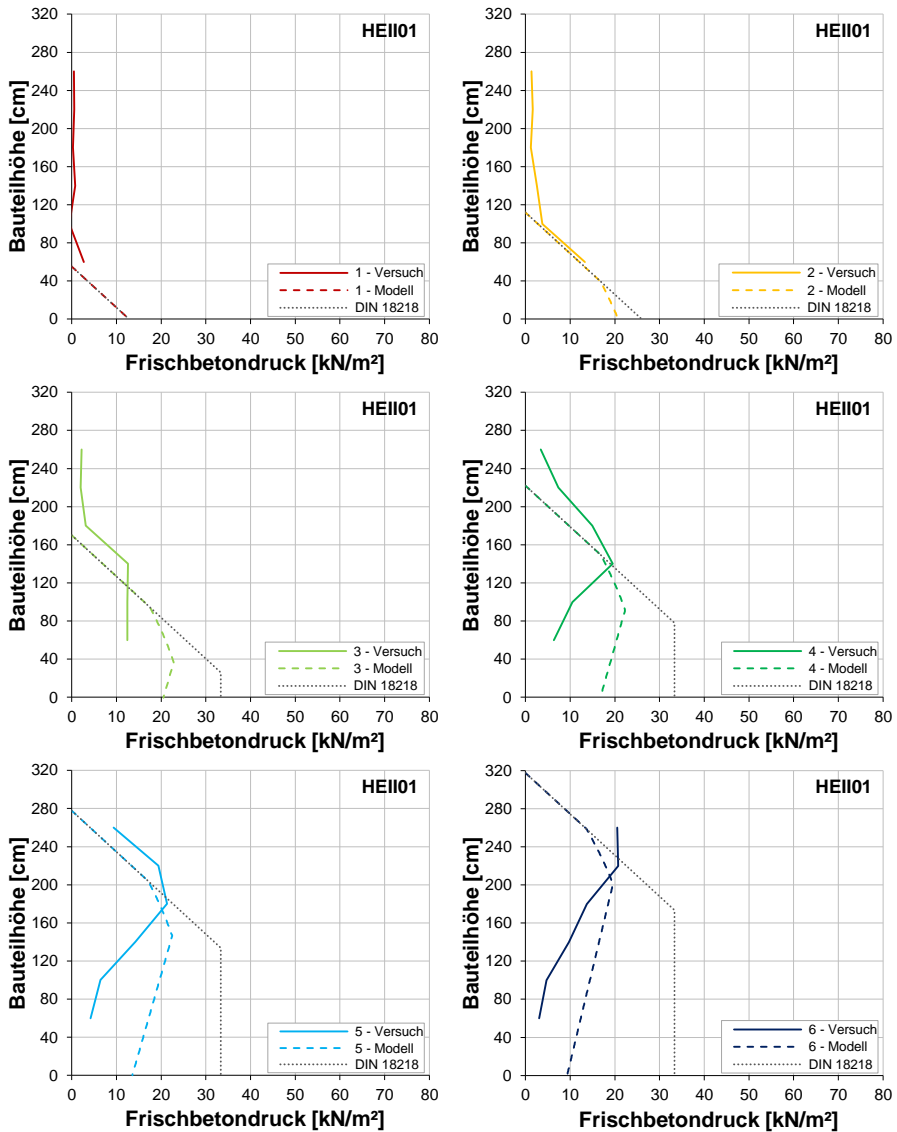 HEII01
Bauteilhöhe [cm]
320
280
240
200
160
120
80
40
0
1 - Versuch
1 - Modell
DIN 18218
0 10 20 30 40 50 60 70 80
Frischbetondruck [kN/m²]
HEII01
Bauteilhöhe [cm]
320
280
240
200
160
120
80
40
0
2 - Versuch
2 - Modell
DIN 18218
0 10 20 30 40 50 60 70 80
Frischbetondruck [kN/m²]
HEII01
Bauteilhöhe [cm]
320
280
240
200
160
120
80
40
0
3 - Versuch
3 - Modell
DIN 18218
0 10 20 30 40 50 60 70 80
Frischbetondruck [kN/m²]
HEII01
Bauteilhöhe [cm]
320
280
240
200
160
120
80
40
0
4 - Versuch
4 - Modell
DIN 18218
0 10 20 30 40 50 60 70 80
Frischbetondruck [kN/m²]
HEII01
Bauteilhöhe [cm]
320
280
240
200
160
120
80
40
0
5 - Versuch
5 - Modell
DIN 18218
0 10 20 30 40 50 60 70 80
Frischbetondruck [kN/m²]
HEII01
Bauteilhöhe [cm]
320
280
240
200
160
120
80
40
0
6 - Versuch
6 - Modell
DIN 18218
0 10 20 30 40 50 60 70 80
Frischbetondruck [kN/m²]